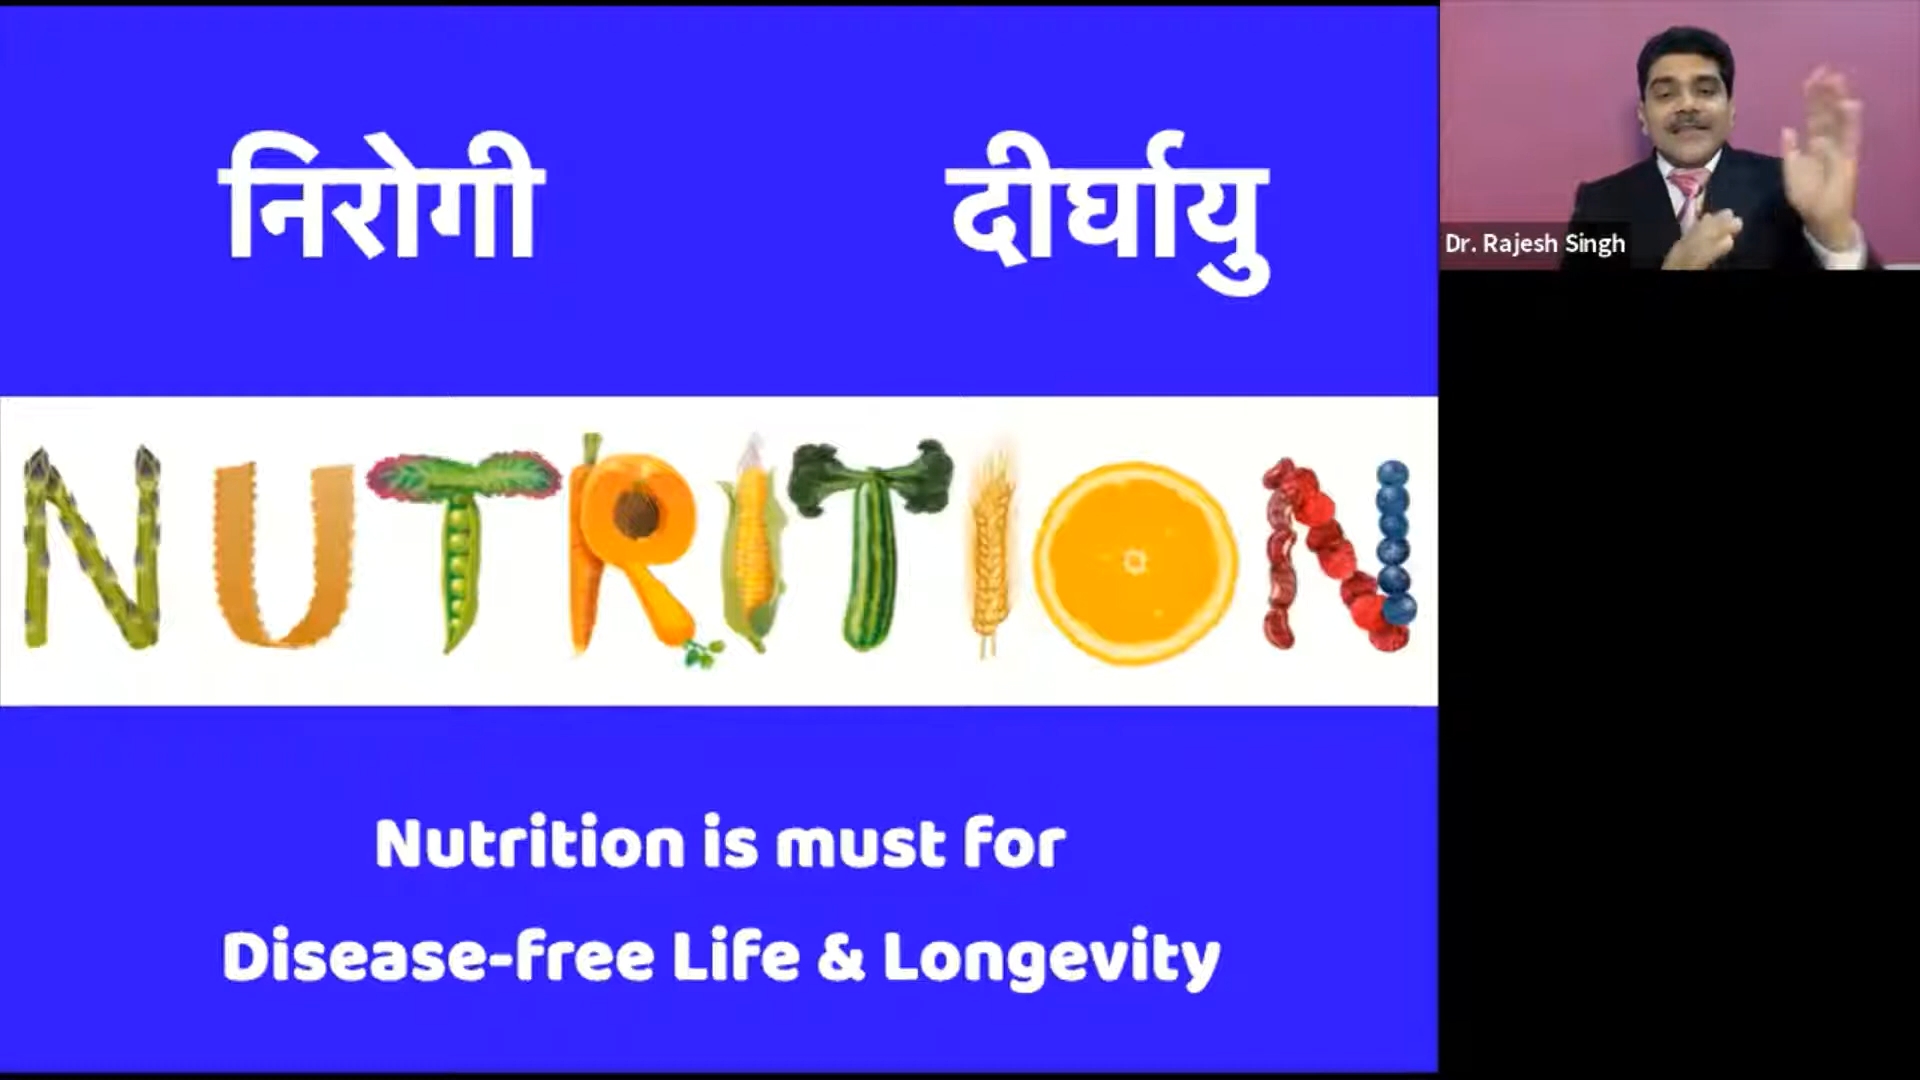 निरोगी दीर्घायु
NUTRITION
Nutrition is must for
Disease-free Life & Longevity
Dr. Rajesh Singh